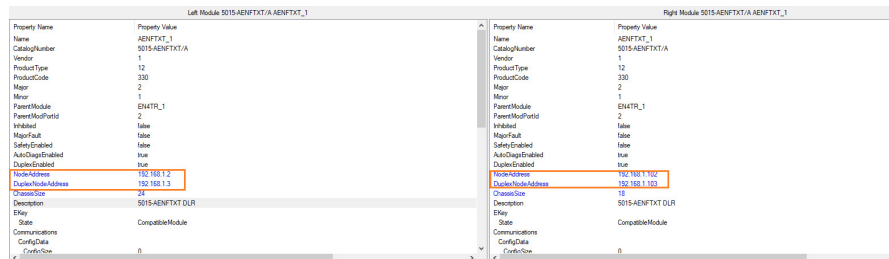 Left Module 5015-AENFTXT/A AENFTXT_1
Property Name Property Value
Name AENFTXT_1
CatalogNumber 5015-AENFTXT/A
Vendor 1
ProductType 12
ProductCode 330
Major 2
Minor 1
ParentModule EN4TR_1
ParentModPortId 2
Inhibited false
MajorFault false
SafetyEnabled false
AutoDiagsEnabled true
DuplexEnabled true
NodeAddress 192.168.1.2
DuplexNodeAddress 192.168.1.3
ChassisSize 24
Description 5015-AENFTXT DLR
EKey
State CompatibleModule
Communications
ConfigData
ConfigSize 0
Right Module 5015-AENFTXT/A AENFTXT_1
Property Name Property Value
Name AENFTXT_1
CatalogNumber 5015-AENFTXT/A
Vendor 1
ProductType 12
ProductCode 330
Major 2
Minor 1
ParentModule EN4TR_1
ParentModPortId 2
Inhibited false
MajorFault false
SafetyEnabled false
AutoDiagsEnabled true
DuplexEnabled true
NodeAddress 192.168.1.102
DuplexNodeAddress 192.168.1.103
ChassisSize 18
Description 5015-AENFTXT DLR
EKey
State CompatibleModule
Communications
ConfigData
ConfigSize 0